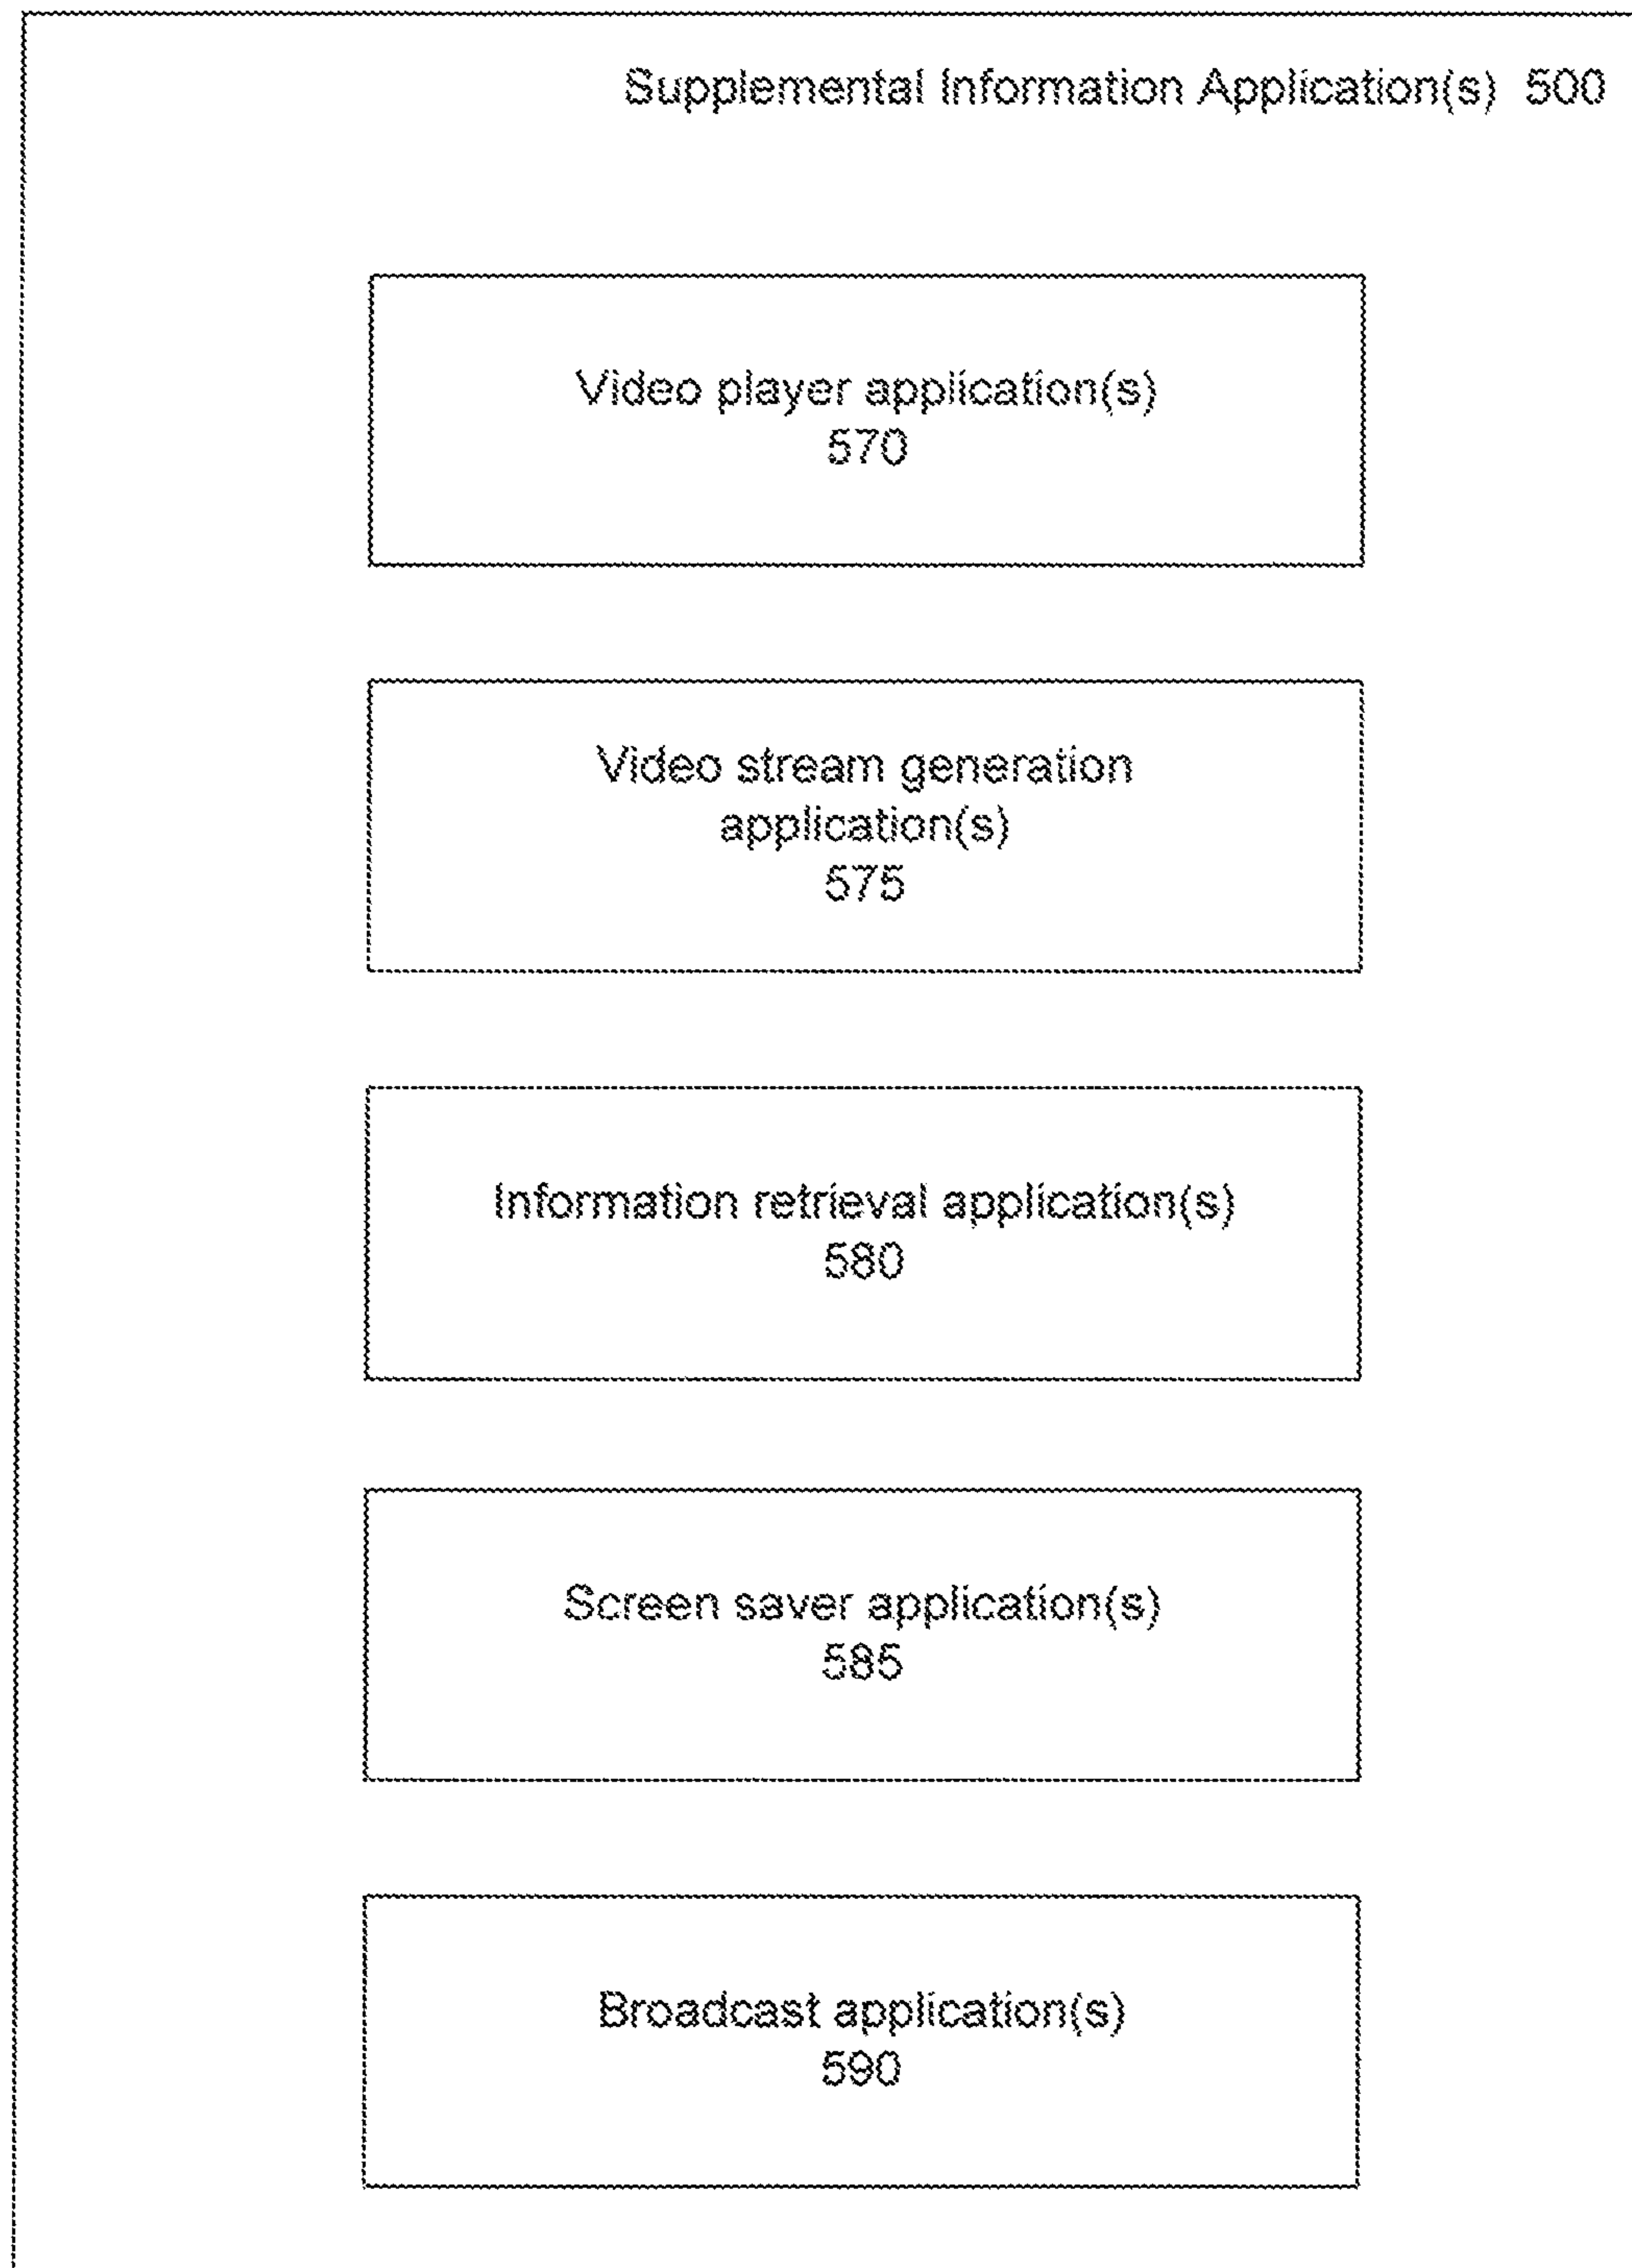 Supplemental Information Application(s) 500
Video player application(s)
570
Video stream generation
application(s)
575
Information retrieval application(s)
580
Screen saver application(s)
585
Broadcast application(s)
590